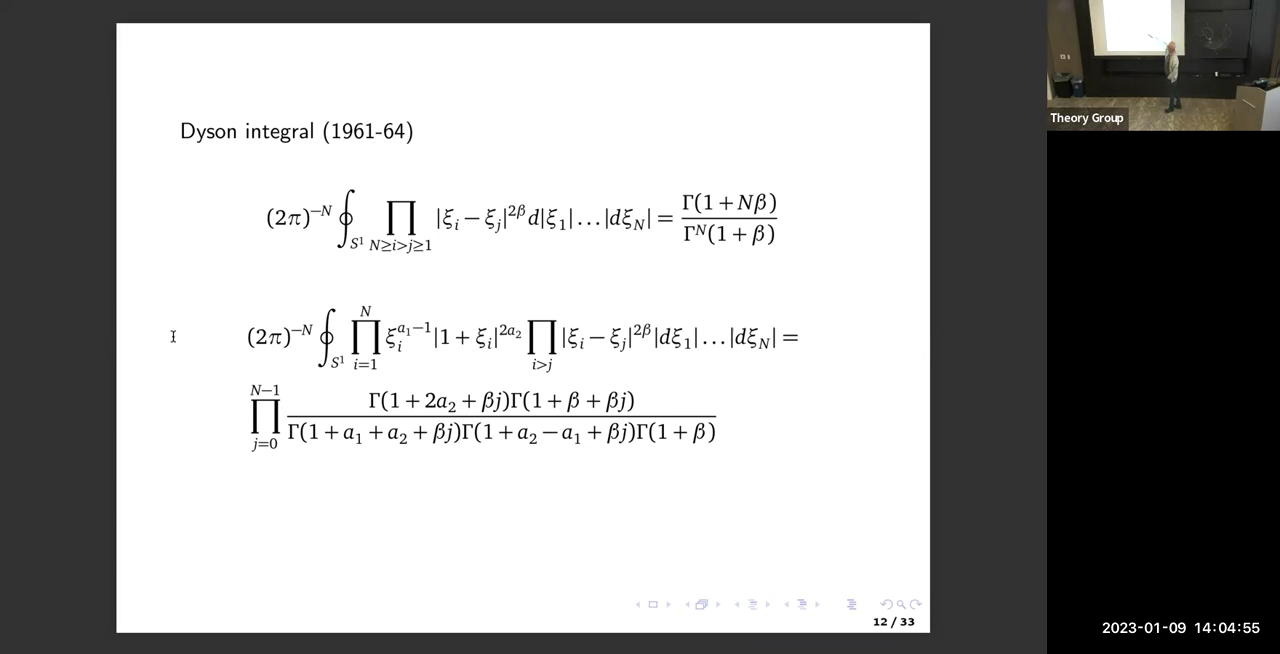 Dyson integral (1961-64)
(2π)^{-N} ∮_{S^1} ∏_{N≥i>j≥1} |ξ_i − ξ_j|^{2β} d|ξ_1| … |dξ_N| = Γ(1 + Nβ) / Γ^N(1 + β)
(2π)^{-N} ∮_{S^1} ∏_{i=1}^{N} ξ_i^{a_1−1} |1 + ξ_i|^{2a_2} ∏_{i>j} |ξ_i − ξ_j|^{2β} |dξ_1| … |dξ_N| =
∏_{j=0}^{N−1} Γ(1 + 2a_2 + βj)Γ(1 + β + βj) / Γ(1 + a_1 + a_2 + βj)Γ(1 + a_2 − a_1 + βj)Γ(1 + β)
12 / 33
Theory Group
2023-01-09 14:04:55